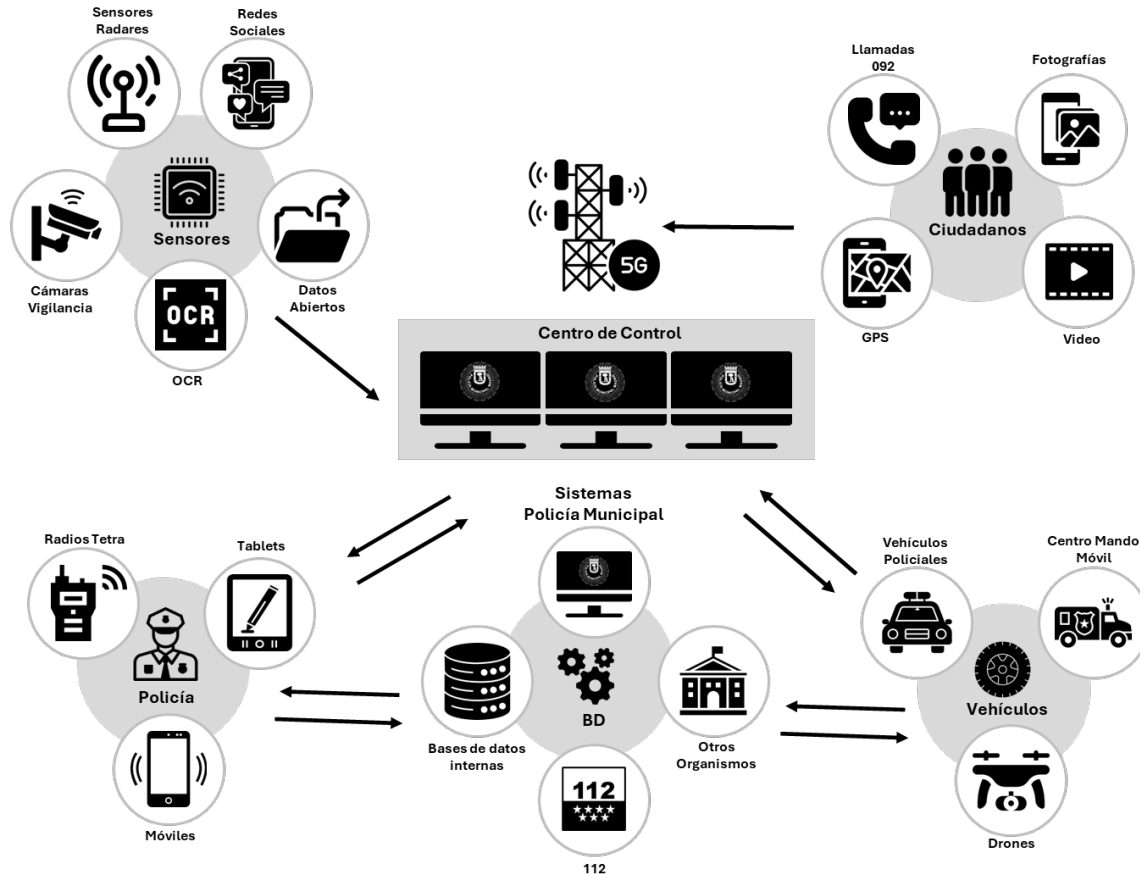 Sensores
Radares
Redes
Sociales
Sensores
Cámaras
Vigilancia
Datos
Abiertos
OCR
OCR
Llamadas
092
Fotografías
Ciudadanos
GPS
Video
5G
Centro de Control
Sistemas
Policía Municipal
Radios Tetra
Tablets
Policía
Móviles
BD
Bases de datos
internas
Otros
Organismos
112
112
Vehículos
Policiales
Centro Mando
Móvil
Vehículos
Drones